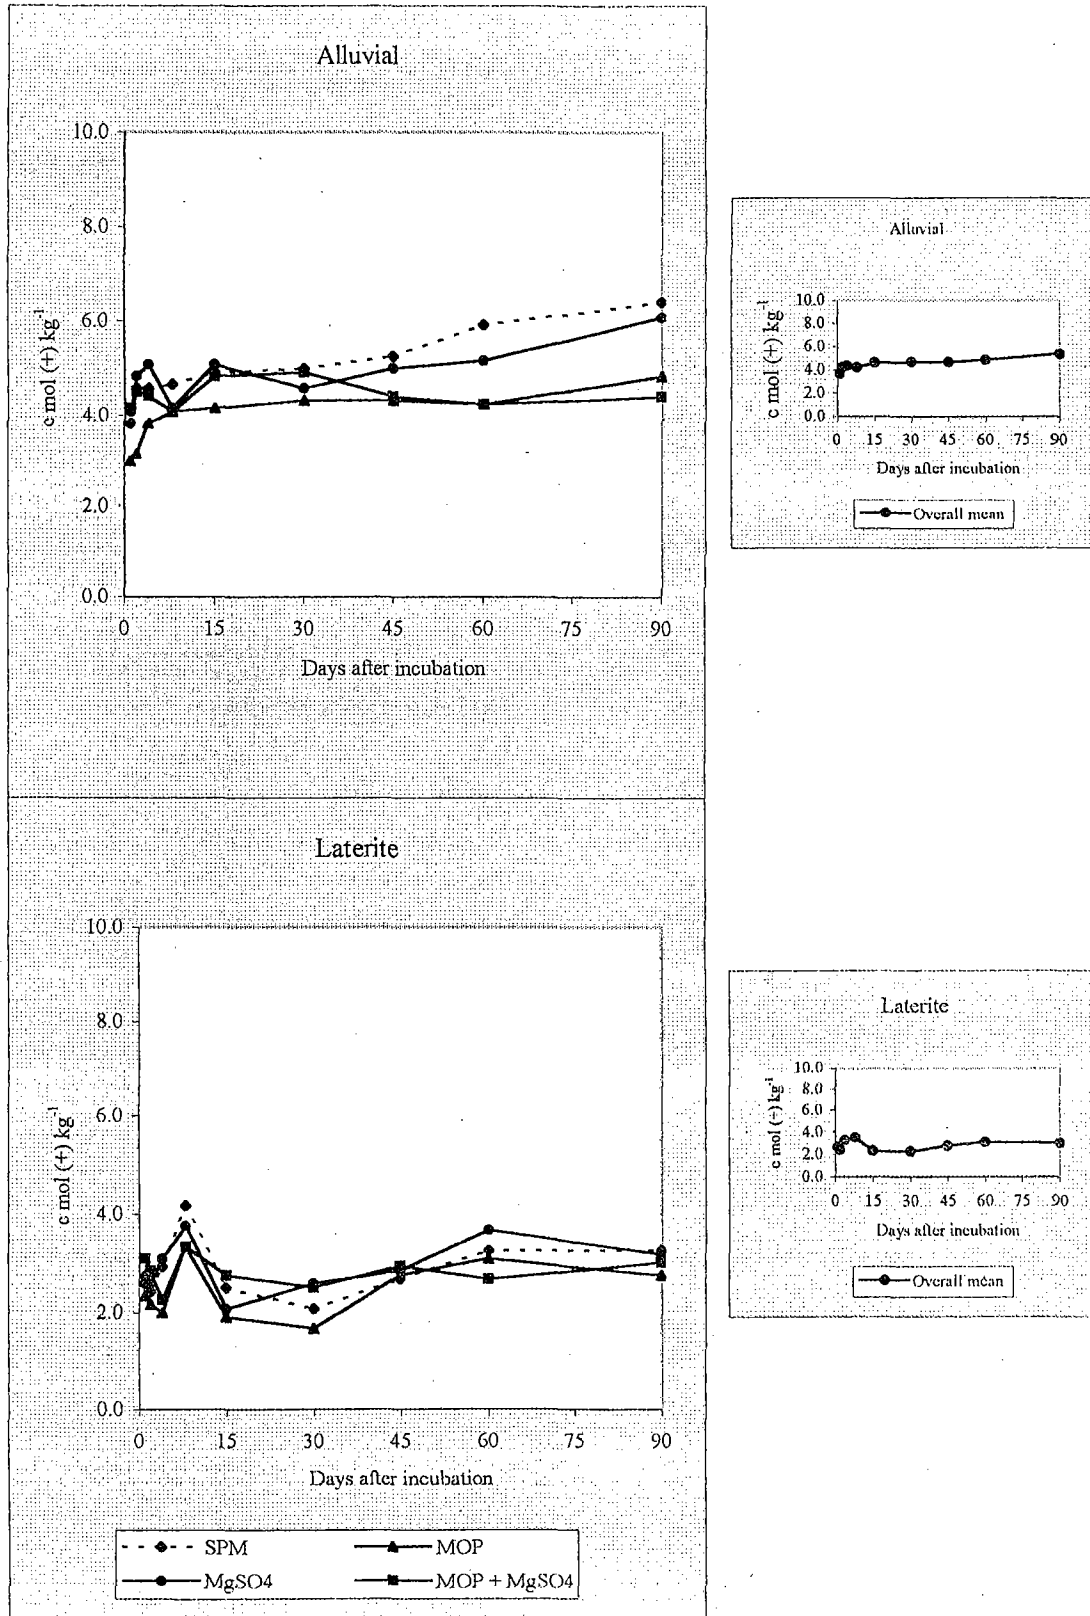 Alluvial
10.0
8.0
6.0
4.0
2.0
0.0
c mol (+) kg⁻¹
0 15 30 45 60 75 90
Days after incubation
Alluvial
10.0
8.0
6.0
4.0
2.0
0.0
c mol (+) kg⁻¹
0 15 30 45 60 75 90
Days after incubation
Overall mean
Laterite
10.0
8.0
6.0
4.0
2.0
0.0
c mol (+) kg⁻¹
0 15 30 45 60 75 90
Days after incubation
SPM MOP
MgSO4 MOP + MgSO4
Laterite
10.0
8.0
6.0
4.0
2.0
0.0
c mol (+) kg⁻¹
0 15 30 45 60 75 90
Days after incubation
Overall mean